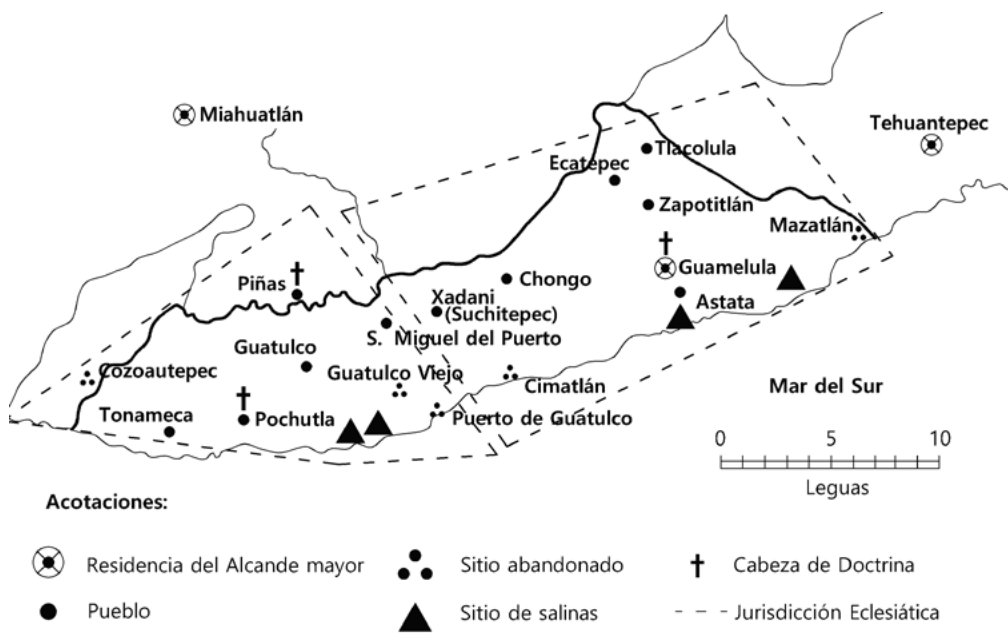 Miahuatlán
Tehuantepec
Tlacolula
Ecatepec
Zapotitlán
Mazatlán
Guamelula
Piñas
Chongo
Astata
Xadani
(Suchitepec)
S. Miguel del Puerto
Guatulco
Guatulco Viejo
Cozoautepec
Cimatlán
Mar del Sur
Tonameca
Pochutla
Puerto de Guatulco
0 5 10
Leguas
Acotaciones:
Residencia del Alcande mayor
Sitio abandonado
Cabeza de Doctrina
Pueblo
Sitio de salinas
Jurisdicción Eclesiática